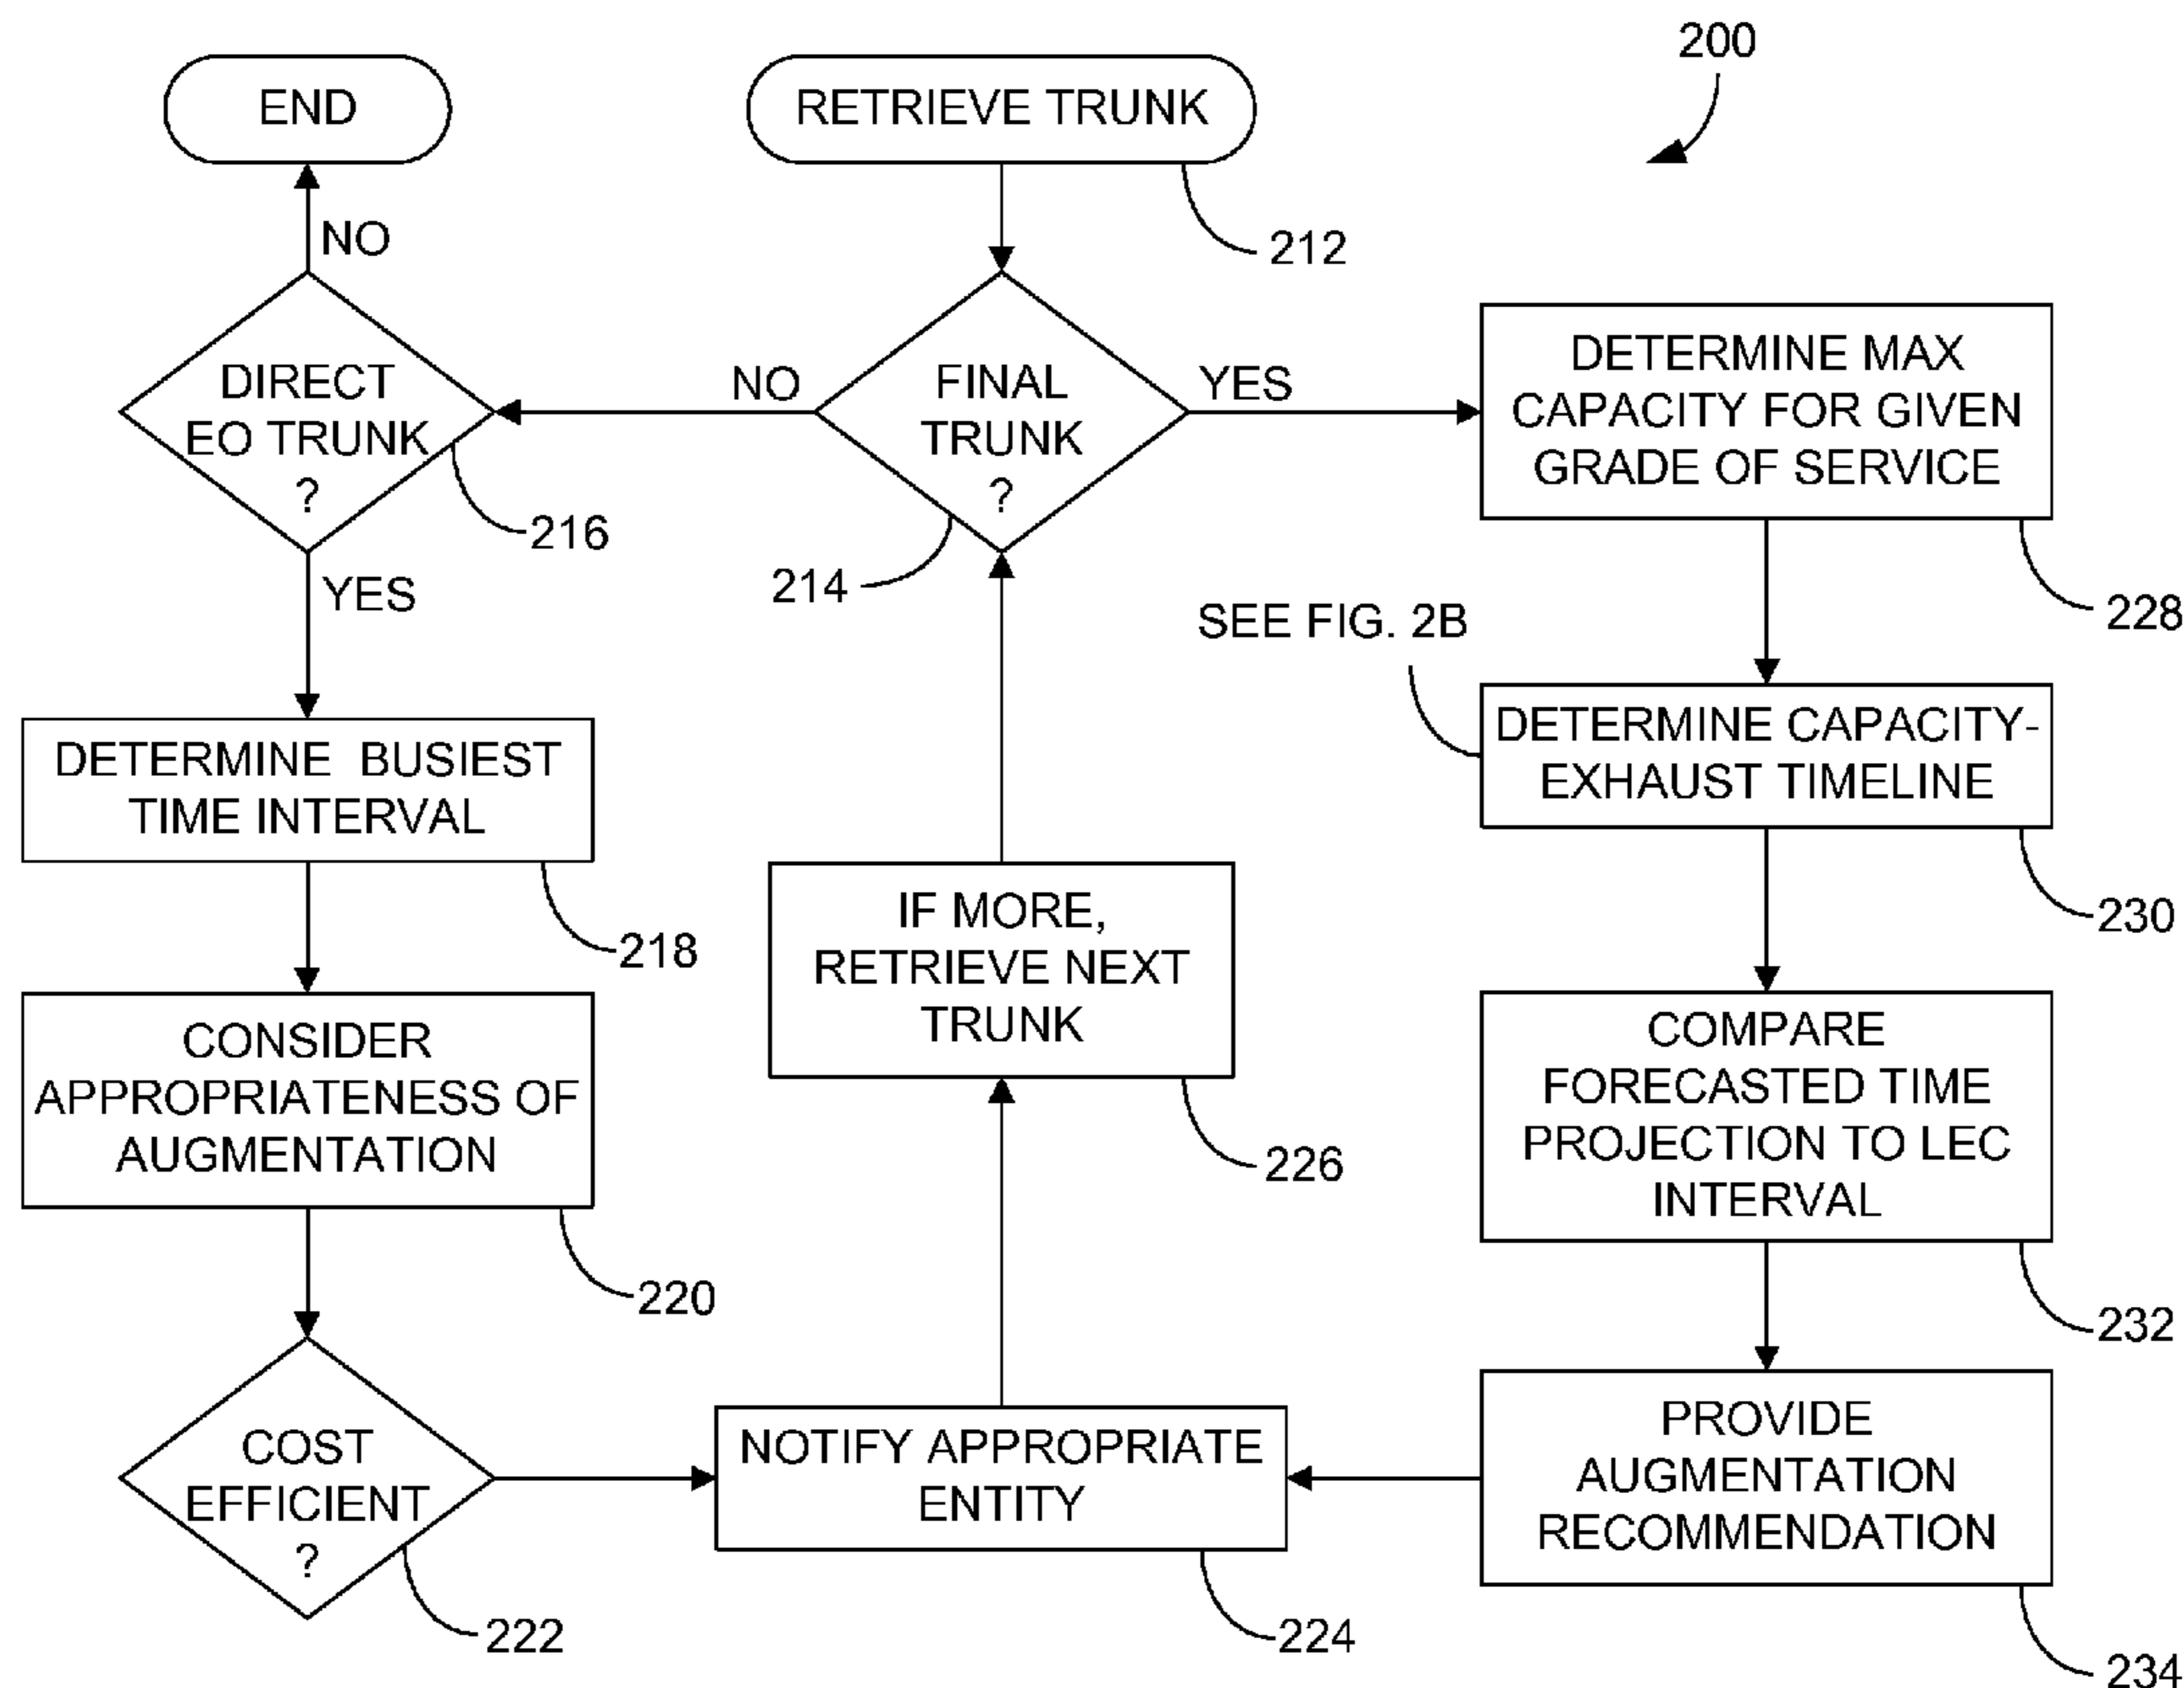 200
END
RETRIEVE TRUNK
NO
212
DIRECT
EO TRUNK
?
NO
FINAL
TRUNK
?
YES
DETERMINE MAX
CAPACITY FOR GIVEN
GRADE OF SERVICE
216
214
YES
SEE FIG. 2B
228
DETERMINE BUSIEST
TIME INTERVAL
DETERMINE CAPACITY-
EXHAUST TIMELINE
218
IF MORE,
RETRIEVE NEXT
TRUNK
230
CONSIDER
APPROPRIATENESS OF
AUGMENTATION
COMPARE
FORECASTED TIME
PROJECTION TO LEC
INTERVAL
226
220
232
COST
EFFICIENT
?
NOTIFY APPROPRIATE
ENTITY
PROVIDE
AUGMENTATION
RECOMMENDATION
222
224
234